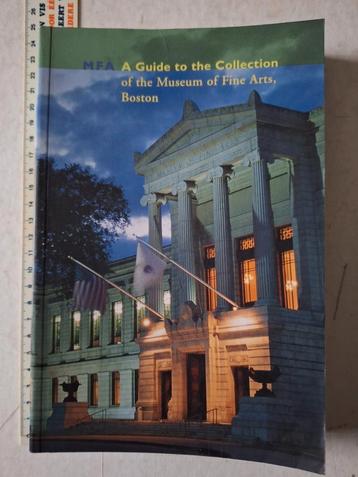 MFA A Guide to the Collection
of the Museum of Fine Arts,
Boston